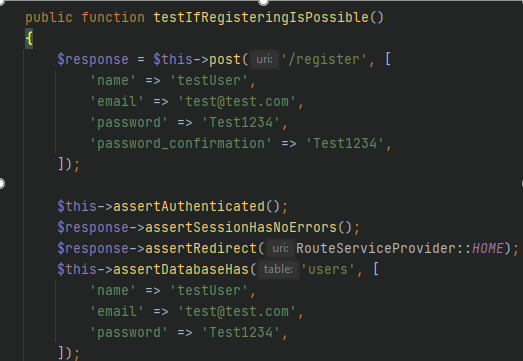 public function testIfRegisteringIsPossible()
{
$response = $this->post( uri: '/register', [
'name' => 'testUser',
'email' => 'test@test.com',
'password' => 'Test1234',
'password_confirmation' => 'Test1234',
]);
$this->assertAuthenticated();
$response->assertSessionHasNoErrors();
$response->assertRedirect( uri: RouteServiceProvider::HOME);
$this->assertDatabaseHas( table: 'users', [
'name' => 'testUser',
'email' => 'test@test.com',
'password' => 'Test1234',
]);